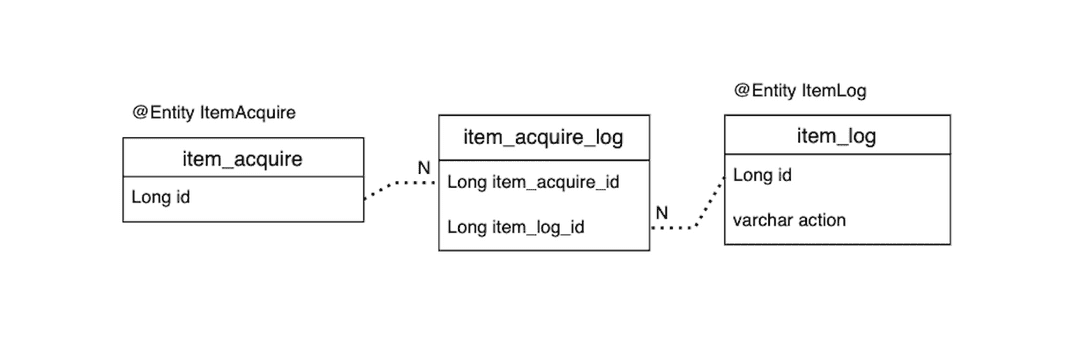 @Entity ItemAcquire
item_acquire
Long id
N
item_acquire_log
Long item_acquire_id
Long item_log_id
N
@Entity ItemLog
item_log
Long id
varchar action